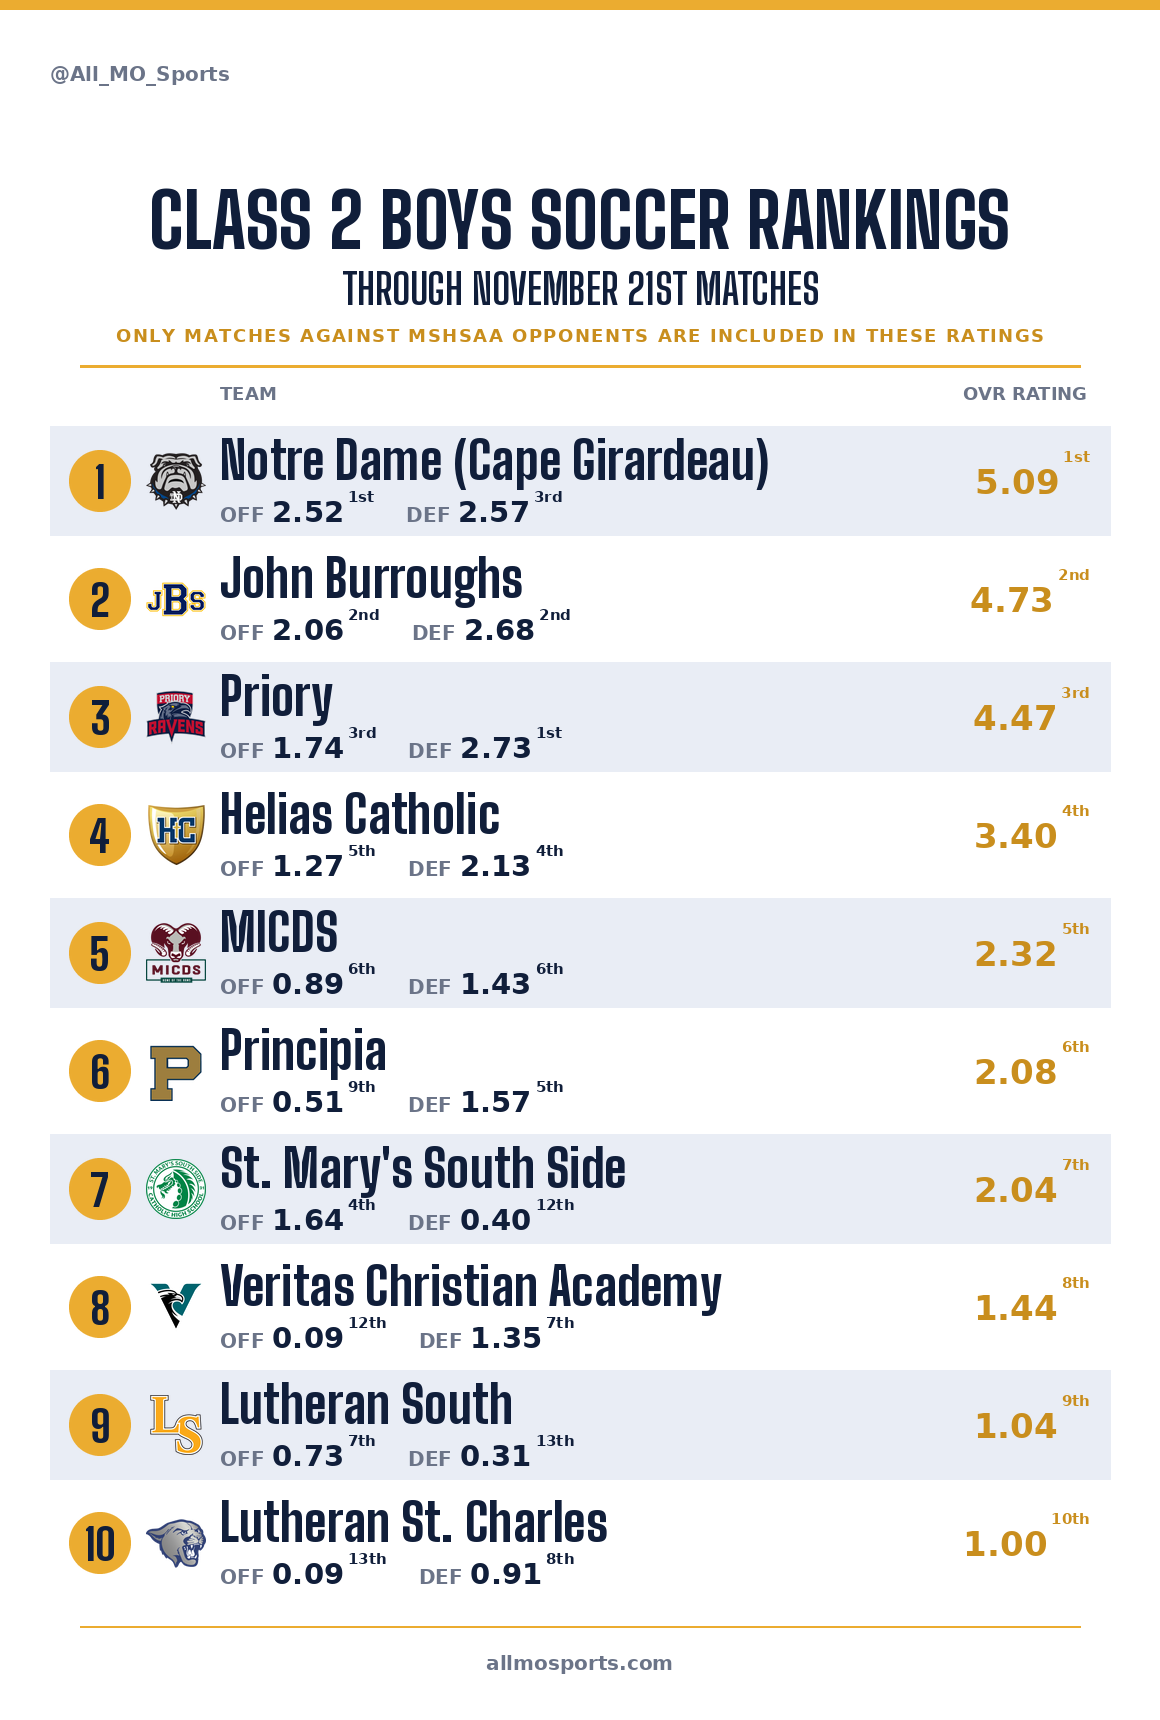 @All_MO_Sports
CLASS 2 BOYS SOCCER RANKINGS
THROUGH NOVEMBER 21ST MATCHES
ONLY MATCHES AGAINST MSHSAA OPPONENTS ARE INCLUDED IN THESE RATINGS
TEAM OVR RATING
1 Notre Dame (Cape Girardeau) 5.09 1st
OFF 2.52 1st DEF 2.57 3rd
2 JBS John Burroughs 4.73 2nd
OFF 2.06 2nd DEF 2.68 2nd
3 PRIORY RAVENS Priory 4.47 3rd
OFF 1.74 3rd DEF 2.73 1st
4 HC Helias Catholic 3.40 4th
OFF 1.27 5th DEF 2.13 4th
5 MICDS MICDS 2.32 5th
OFF 0.89 6th DEF 1.43 6th
6 P Principia 2.08 6th
OFF 0.51 9th DEF 1.57 5th
7 ST. MARY'S SOUTH SIDE CATHOLIC HIGH SCHOOL St. Mary's South Side 2.04 7th
OFF 1.64 4th DEF 0.40 12th
8 Veritas Christian Academy 1.44 8th
OFF 0.09 12th DEF 1.35 7th
9 LS Lutheran South 1.04 9th
OFF 0.73 7th DEF 0.31 13th
10 Lutheran St. Charles 1.00 10th
OFF 0.09 13th DEF 0.91 8th
allmosports.com